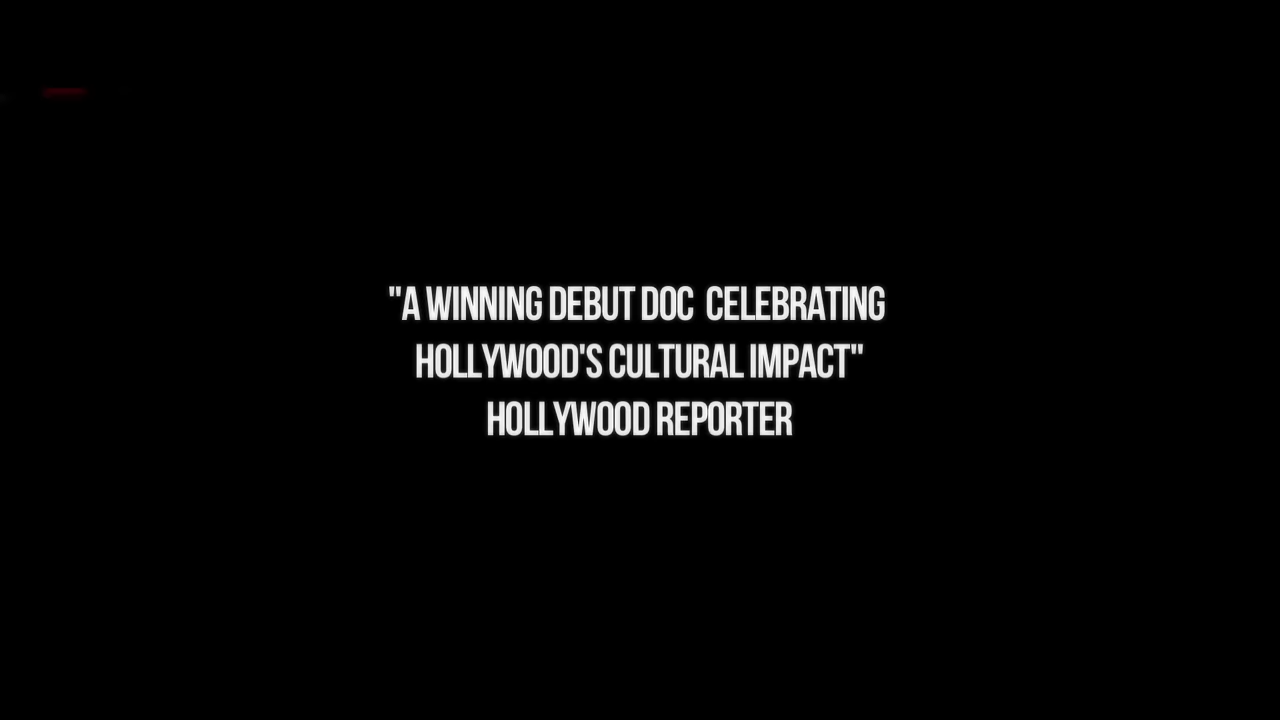 "A WINNING DEBUT DOC  CELEBRATING
HOLLYWOOD'S CULTURAL IMPACT"
HOLLYWOOD REPORTER